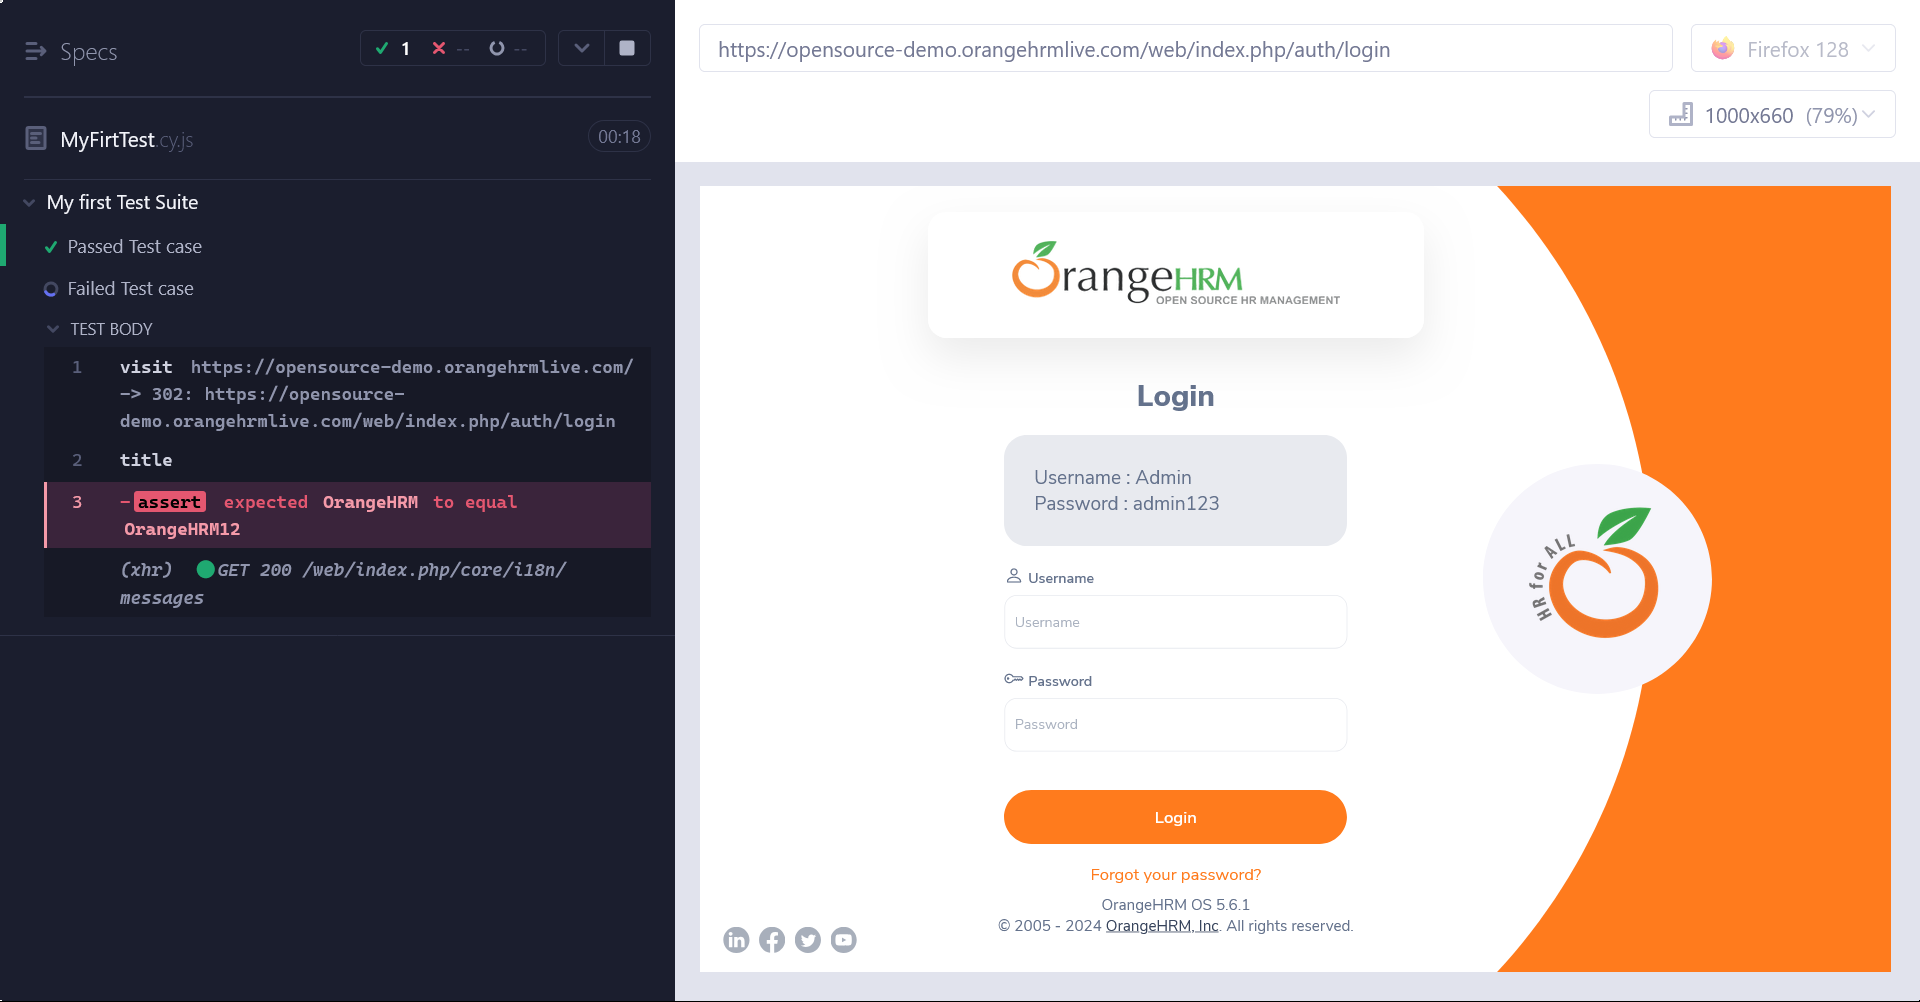 Specs
1 -- --
MyFirtTest.cy.js
00:18
My first Test Suite
Passed Test case
Failed Test case
TEST BODY
1 visit https://opensource-demo.orangehrmlive.com/
-> 302: https://opensource-
demo.orangehrmlive.com/web/index.php/auth/login
2 title
3 -assert expected OrangeHRM to equal
OrangeHRM12
(xhr) GET 200 /web/index.php/core/i18n/
messages
https://opensource-demo.orangehrmlive.com/web/index.php/auth/login
Firefox 128
1000x660 (79%)
OrangeHRM
OPEN SOURCE HR MANAGEMENT
Login
Username : Admin
Password : admin123
Username
Username
Password
Password
Login
Forgot your password?
OrangeHRM OS 5.6.1
© 2005 - 2024 OrangeHRM, Inc. All rights reserved.
HR for ALL